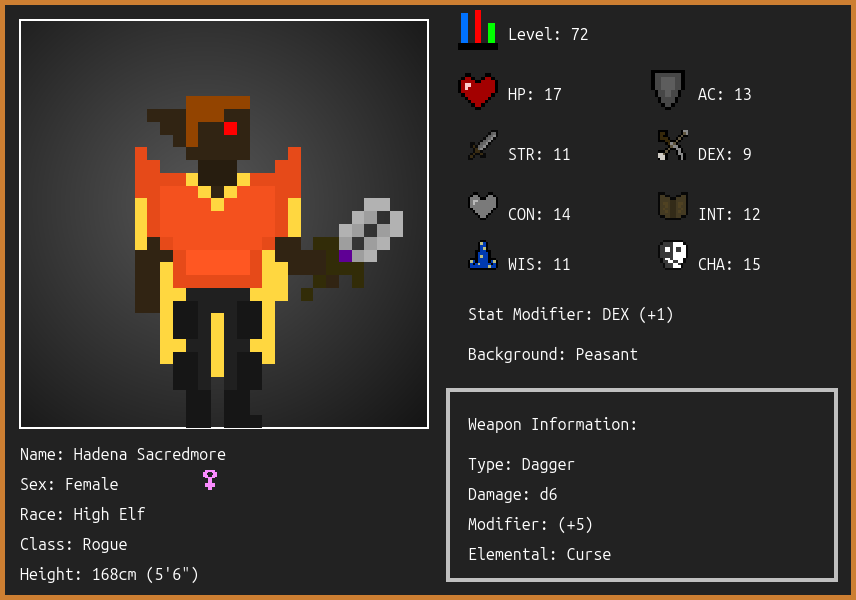 Level: 72
HP: 17
AC: 13
STR: 11
DEX: 9
CON: 14
INT: 12
WIS: 11
CHA: 15
Stat Modifier: DEX (+1)
Background: Peasant
Weapon Information:
Type: Dagger
Damage: d6
Modifier: (+5)
Elemental: Curse
Name: Hadena Sacredmore
Sex: Female
Race: High Elf
Class: Rogue
Height: 168cm (5'6")